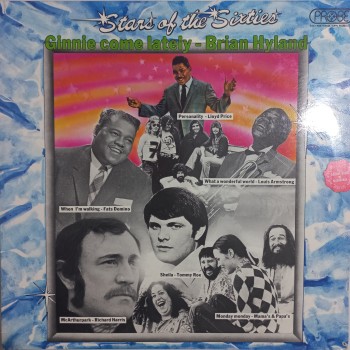 Stars of the Sixties
PROBE
Ginnie come lately - Brian Hyland
Personality - Lloyd Price
What a wonderful world - Louis Armstrong
When I'm walking - Fats Domino
Sheila - Tommy Roe
McArthurpark - Richard Harris
Monday monday - Mama's & Papa's